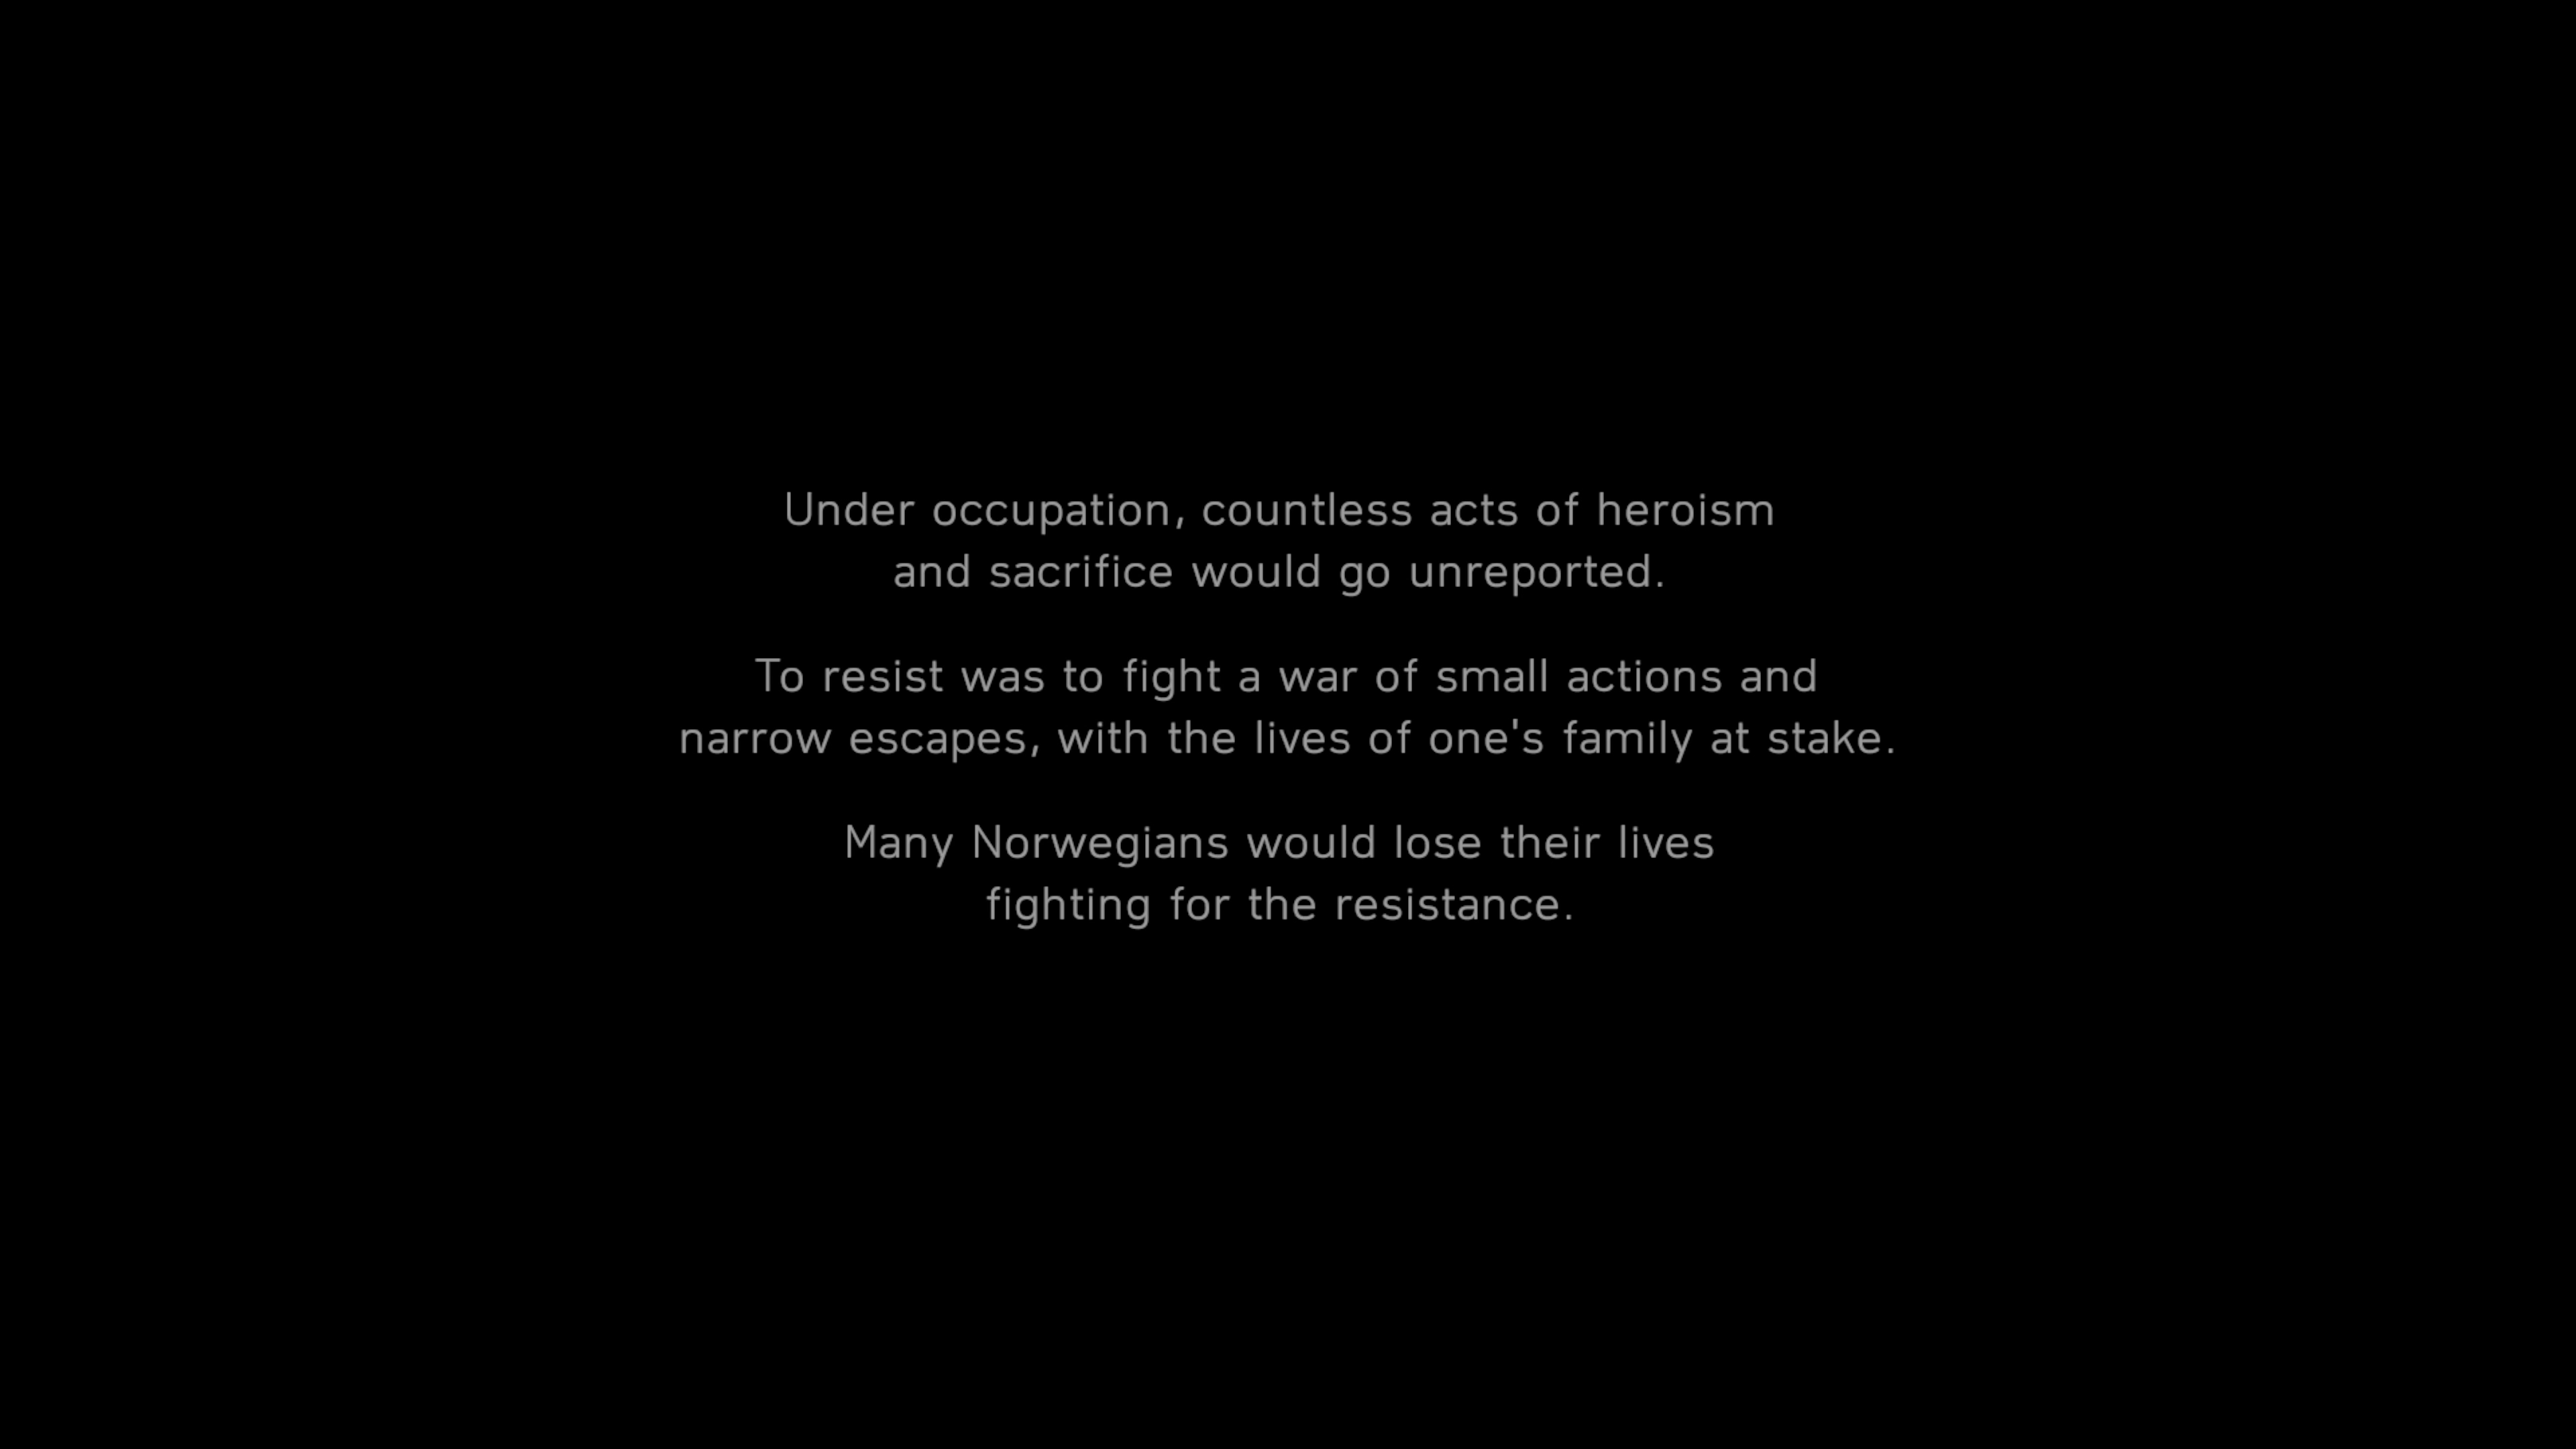 Under occupation, countless acts of heroism
and sacrifice would go unreported.
To resist was to fight a war of small actions and
narrow escapes, with the lives of one's family at stake.
Many Norwegians would lose their lives
fighting for the resistance.